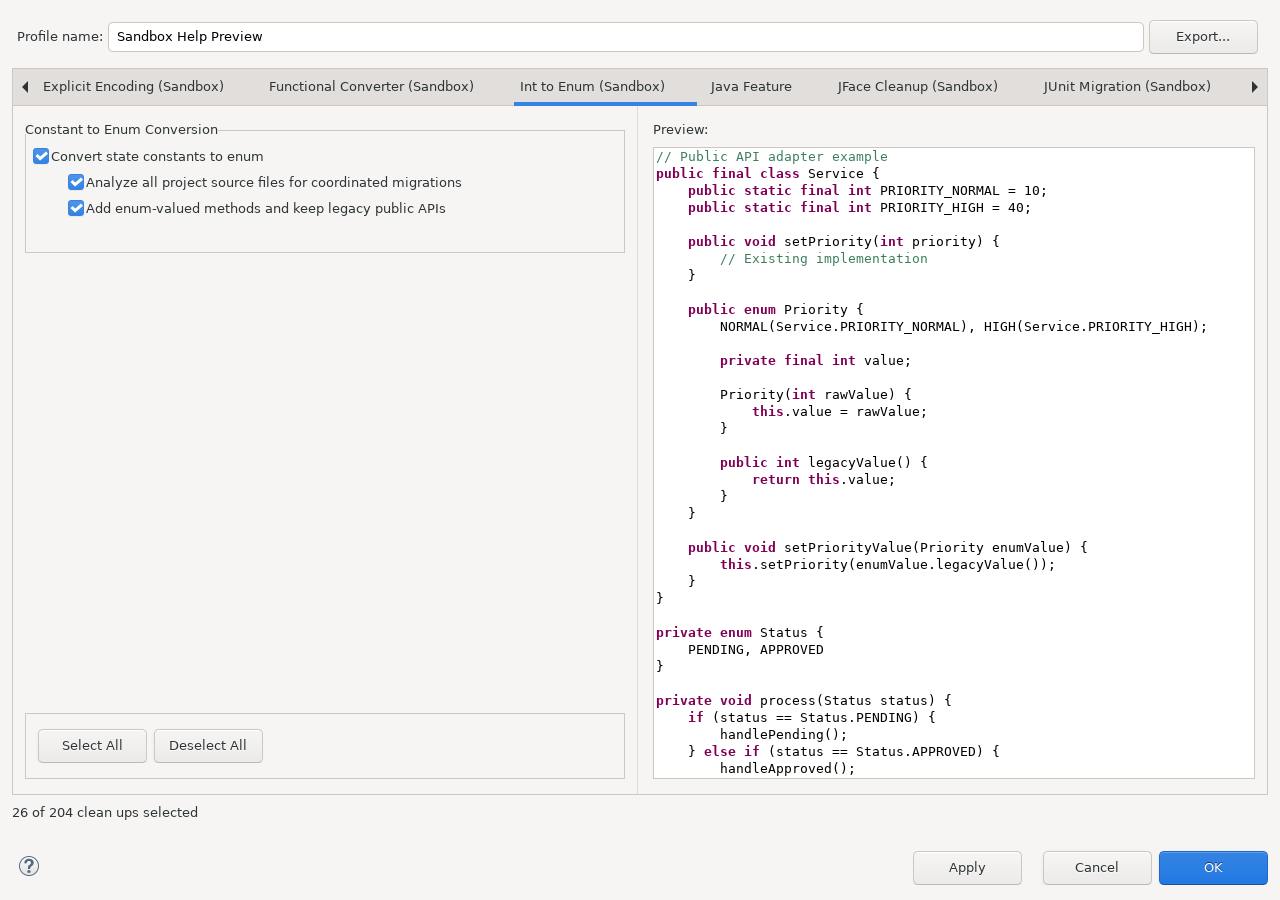 Profile name: Sandbox Help Preview Export...
Explicit Encoding (Sandbox) Functional Converter (Sandbox) Int to Enum (Sandbox) Java Feature JFace Cleanup (Sandbox) JUnit Migration (Sandbox)
Constant to Enum Conversion
Convert state constants to enum
Analyze all project source files for coordinated migrations
Add enum-valued methods and keep legacy public APIs
Select All Deselect All
Preview:
// Public API adapter example
public final class Service {
    public static final int PRIORITY_NORMAL = 10;
    public static final int PRIORITY_HIGH = 40;

    public void setPriority(int priority) {
        // Existing implementation
    }

    public enum Priority {
        NORMAL(Service.PRIORITY_NORMAL), HIGH(Service.PRIORITY_HIGH);

        private final int value;

        Priority(int rawValue) {
            this.value = rawValue;
        }

        public int legacyValue() {
            return this.value;
        }
    }

    public void setPriorityValue(Priority enumValue) {
        this.setPriority(enumValue.legacyValue());
    }
}

private enum Status {
    PENDING, APPROVED
}

private void process(Status status) {
    if (status == Status.PENDING) {
        handlePending();
    } else if (status == Status.APPROVED) {
        handleApproved();
26 of 204 clean ups selected
? Apply Cancel OK